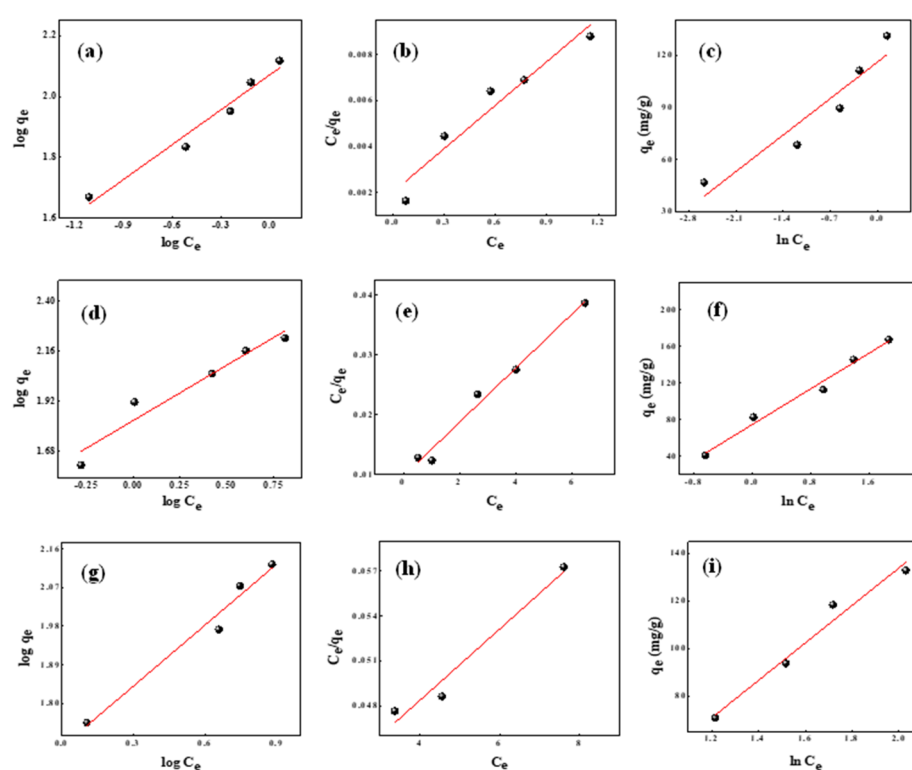 (a)
2.2
2.0
1.8
1.6
log qe
-1.2 -0.9 -0.6 -0.3 0.0
log Ce
(b)
0.008
0.006
0.004
0.002
Ce/qe
0.0 0.3 0.6 0.9 1.2
Ce
(c)
120
90
60
30
qe (mg/g)
-2.8 -2.1 -1.4 -0.7 0.0
ln Ce
(d)
2.40
2.16
1.92
1.68
log qe
-0.25 0.00 0.25 0.50 0.75
log Ce
(e)
0.04
0.03
0.02
0.01
Ce/qe
0 2 4 6
Ce
(f)
200
160
120
80
40
qe (mg/g)
-0.8 0.0 0.8 1.6
ln Ce
(g)
2.16
2.07
1.98
1.89
1.80
log qe
0.0 0.3 0.6 0.9
log Ce
(h)
0.057
0.054
0.051
0.048
Ce/qe
4 6 8
Ce
(i)
140
120
100
80
qe (mg/g)
1.2 1.4 1.6 1.8 2.0
ln Ce